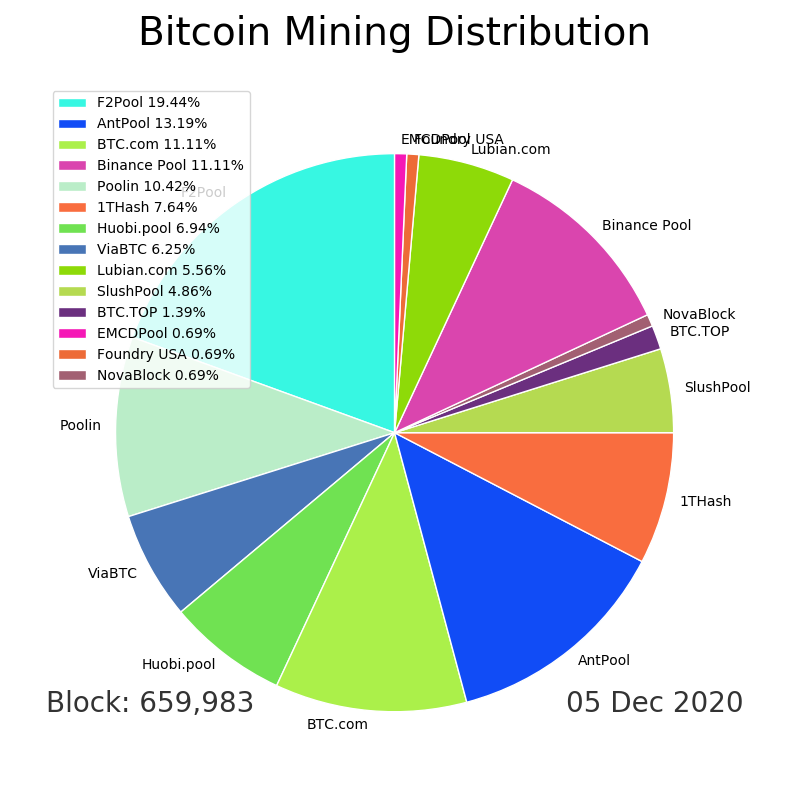 Bitcoin Mining Distribution
F2Pool 19.44%
AntPool 13.19%
BTC.com 11.11%
Binance Pool 11.11%
Poolin 10.42%
1THash 7.64%
Huobi.pool 6.94%
ViaBTC 6.25%
Lubian.com 5.56%
SlushPool 4.86%
BTC.TOP 1.39%
EMCDPool 0.69%
Foundry USA 0.69%
NovaBlock 0.69%
EMCDPool
Foundry USA
Lubian.com
F2Pool
Binance Pool
NovaBlock
BTC.TOP
SlushPool
Poolin
1THash
ViaBTC
AntPool
Huobi.pool
BTC.com
Block: 659,983
05 Dec 2020